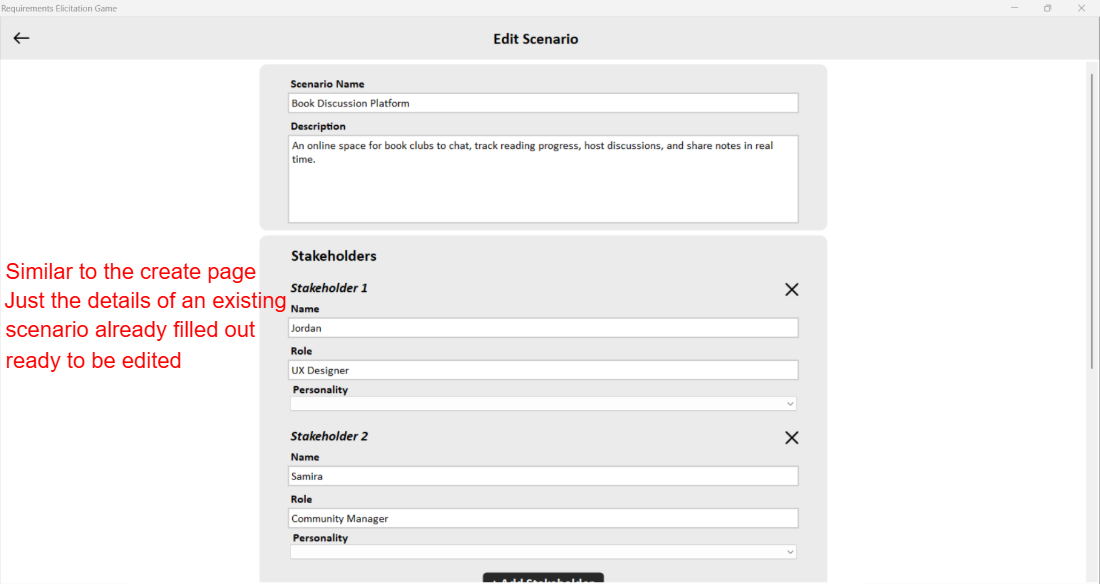 Requirements Elicitation Game
Edit Scenario
Scenario Name
Book Discussion Platform
Description
An online space for book clubs to chat, track reading progress, host discussions, and share notes in real
time.
Stakeholders
Similar to the create page
Just the details of an existing
scenario already filled out
ready to be edited
Stakeholder 1
Name
Jordan
Role
UX Designer
Personality
Stakeholder 2
Name
Samira
Role
Community Manager
Personality
+ Add Stakeholder